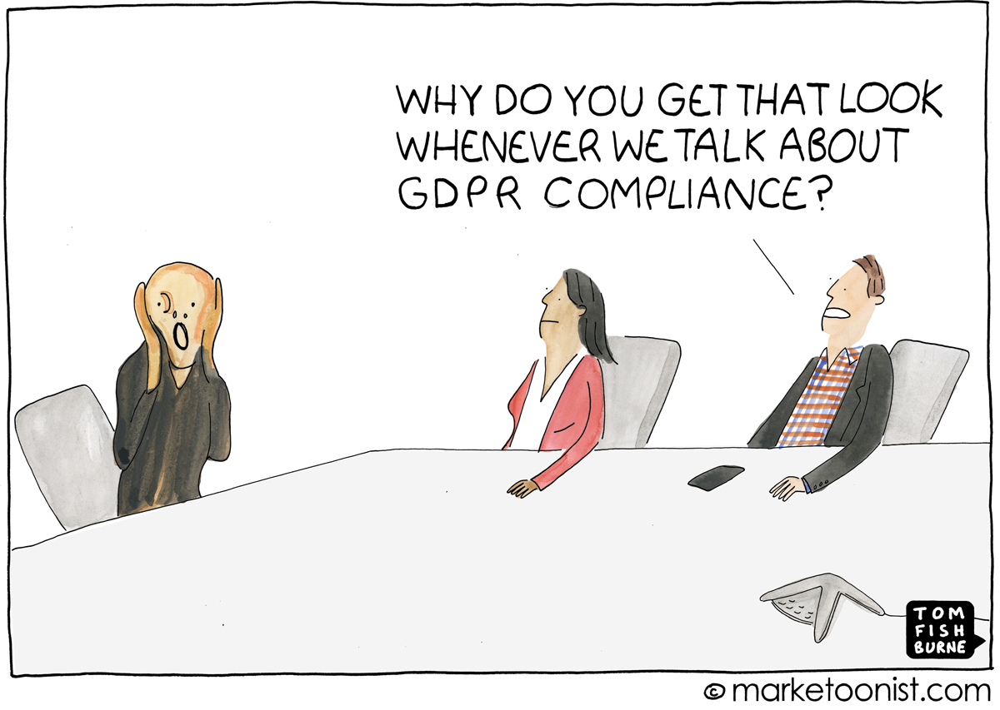 WHY DO YOU GET THAT LOOK
WHENEVER WE TALK ABOUT
GDPR COMPLIANCE?
TOM
FISH
BURNE
© marketoonist.com